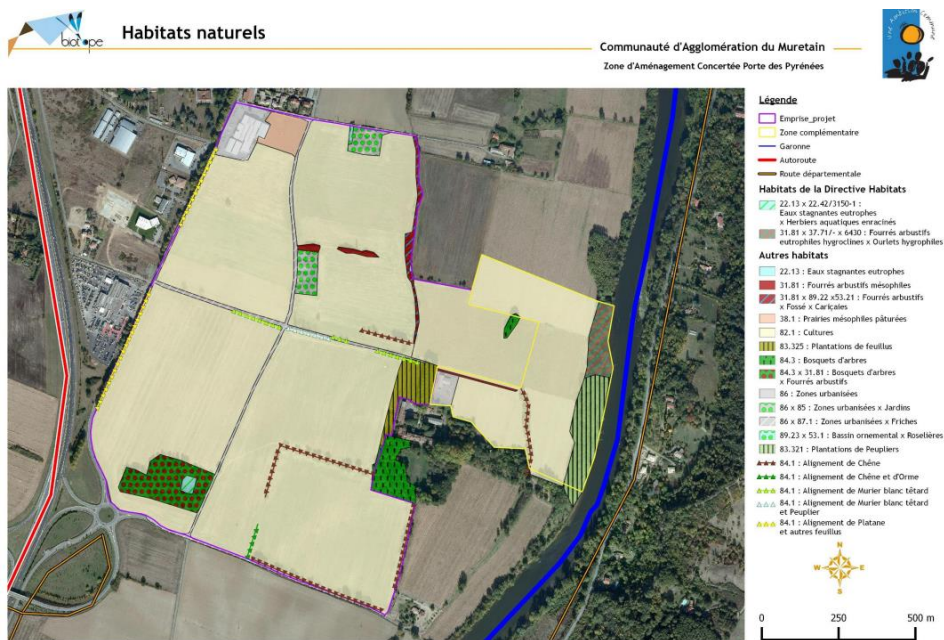 biotope
Habitats naturels
Communauté d'Agglomération du Muretain
Zone d'Aménagement Concertée Porte des Pyrénées
Légende
Emprise_projet
Zone complémentaire
Garonne
Autoroute
Route départementale
Habitats de la Directive Habitats
22.13 x 22.42/3150-1 :
Eaux stagnantes eutrophes
x Herbiers aquatiques enracinés
31.81 x 37.71/- x 6430 : Fourrés arbustifs
eutrophiles hygroclines x Ourlets hygrophiles
Autres habitats
22.13 : Eaux stagnantes eutrophes
31.81 : Fourrés arbustifs mésophiles
31.81 x 89.22 x53.21 : Fourrés arbustifs
x Fossé x Cariçaies
38.1 : Prairies mésophiles pâturées
82.1 : Cultures
83.325 : Plantations de feuillus
84.3 : Bosquets d'arbres
84.3 x 31.81 : Bosquets d'arbres
x Fourrés arbustifs
86 : Zones urbanisées
86 x 85 : Zones urbanisées x Jardins
86 x 87.1 : Zones urbanisées x Friches
89.23 x 53.1 : Bassin ornemental x Roselières
83.321 : Plantations de Peupliers
84.1 : Alignement de Chêne
84.1 : Alignement de Chêne et d'Orme
84.1 : Alignement de Murier blanc têtard
84.1 : Alignement de Murier blanc têtard
et Peuplier
84.1 : Alignement de Platane
et autres feuillus
N
W E
S
0 250 500 m